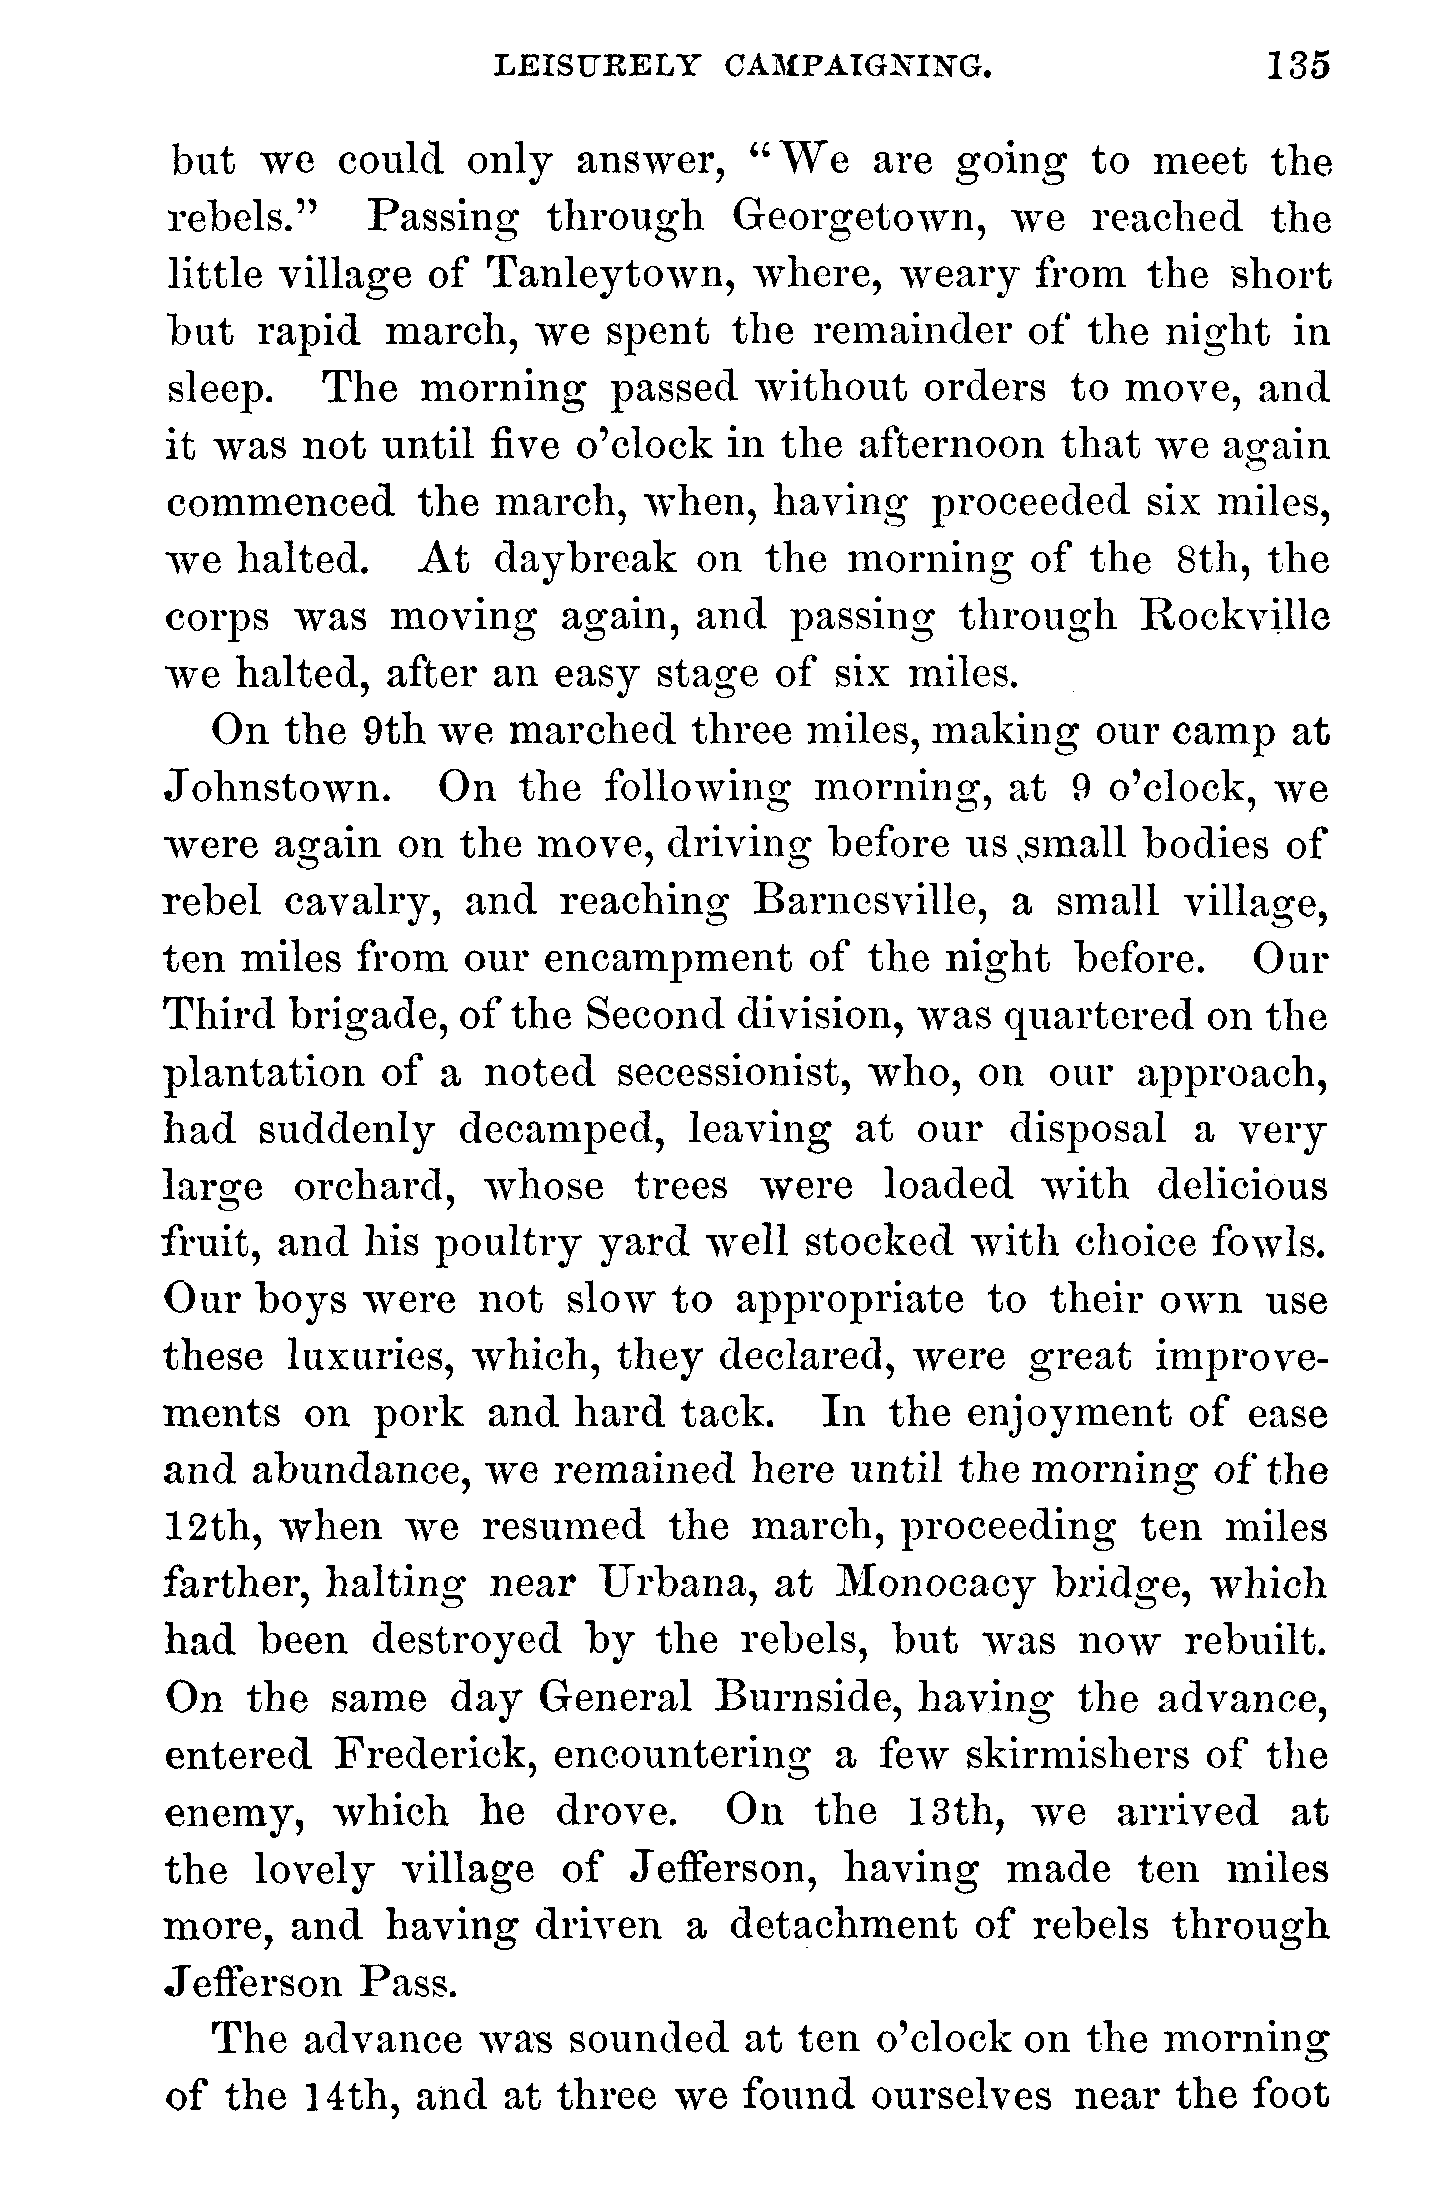 LEISURELY CAMPAIGNING. 135
but we could only answer, “We are going to meet the
rebels.” Passing through Georgetown, we reached the
little village of Tanleytown, where, weary from the short
but rapid march, we spent the remainder of the night in
sleep. The morning passed without orders to move, and
it was not until five o’clock in the afternoon that we again
commenced the march, when, having proceeded six miles,
we halted. At daybreak on the morning of the 8th, the
corps was moving again, and passing through Rockville
we halted, after an easy stage of six miles.
On the 9th we marched three miles, making our camp at
Johnstown. On the following morning, at 9 o’clock, we
were again on the move, driving before us small bodies of
rebel cavalry, and reaching Barnesville, a small village,
ten miles from our encampment of the night before. Our
Third brigade, of the Second division, was quartered on the
plantation of a noted secessionist, who, on our approach,
had suddenly decamped, leaving at our disposal a very
large orchard, whose trees were loaded with delicious
fruit, and his poultry yard well stocked with choice fowls.
Our boys were not slow to appropriate to their own use
these luxuries, which, they declared, were great improve-
ments on pork and hard tack. In the enjoyment of ease
and abundance, we remained here until the morning of the
12th, when we resumed the march, proceeding ten miles
farther, halting near Urbana, at Monocacy bridge, which
had been destroyed by the rebels, but was now rebuilt.
On the same day General Burnside, having the advance,
entered Frederick, encountering a few skirmishers of the
enemy, which he drove. On the 13th, we arrived at
the lovely village of Jefferson, having made ten miles
more, and having driven a detachment of rebels through
Jefferson Pass.
The advance was sounded at ten o’clock on the morning
of the 14th, and at three we found ourselves near the foot